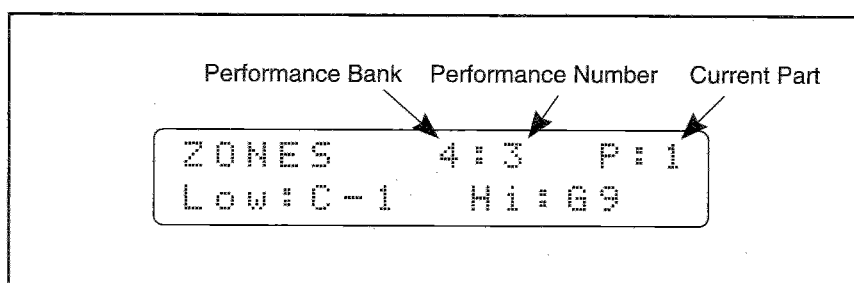 Performance Bank Performance Number Current Part
ZONES 4:3 P:1
Low:C-1 Hi:G9